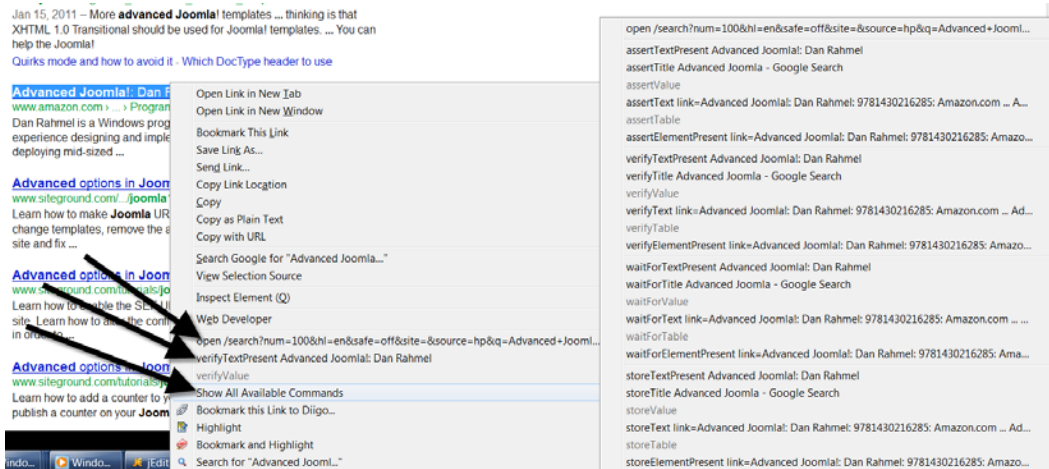 Jan 15, 2011 – More advanced Joomla! templates ... thinking is that
XHTML 1.0 Transitional should be used for Joomla! templates. ... You can
help the Joomla!
Quirks mode and how to avoid it - Which DocType header to use
Advanced Joomla!: Dan R
www.amazon.com › ... › Program
Dan Rahmel is a Windows prog
experience designing and imple
deploying mid-sized ...
Advanced options in Joom
www.siteground.com/.../joomla
Learn how to make Joomla UR
change templates, remove the a
site and fix ...
Advanced options in Joom
www.siteground.com/tutorials/jo
Learn how to enable the SEF U
site. Learn how to alter the conf
in order to ...
Advanced options in Joom
www.siteground.com/tutorials/j
Learn how to add a counter to y
publish a counter on your Joom
indo...
Windo...
jEdit
Open Link in New Tab
Open Link in New Window
Bookmark This Link
Save Link As...
Send Link...
Copy Link Location
Copy
Copy as Plain Text
Copy with URL
Search Google for "Advanced Joomla..."
View Selection Source
Inspect Element (Q)
Web Developer
open /search?num=100&hl=en&safe=off&site=&source=hp&q=Advanced+Jooml...
verifyTextPresent Advanced Joomla!: Dan Rahmel
verifyValue
Show All Available Commands
Bookmark this Link to Diigo...
Highlight
Bookmark and Highlight
Search for "Advanced Jooml..."
open /search?num=100&hl=en&safe=off&site=&source=hp&q=Advanced+Jooml...
assertTextPresent Advanced Joomla!: Dan Rahmel
assertTitle Advanced Joomla - Google Search
assertValue
assertText link=Advanced Joomla!: Dan Rahmel: 9781430216285: Amazon.com ... A...
assertTable
assertElementPresent link=Advanced Joomla!: Dan Rahmel: 9781430216285: Amazo...
verifyTextPresent Advanced Joomla!: Dan Rahmel
verifyTitle Advanced Joomla - Google Search
verifyValue
verifyText link=Advanced Joomla!: Dan Rahmel: 9781430216285: Amazon.com ... Ad...
verifyTable
verifyElementPresent link=Advanced Joomla!: Dan Rahmel: 9781430216285: Amazo...
waitForTextPresent Advanced Joomla!: Dan Rahmel
waitForTitle Advanced Joomla - Google Search
waitForValue
waitForText link=Advanced Joomla!: Dan Rahmel: 9781430216285: Amazon.com ... ...
waitForTable
waitForElementPresent link=Advanced Joomla!: Dan Rahmel: 9781430216285: Ama...
storeTextPresent Advanced Joomla!: Dan Rahmel
storeTitle Advanced Joomla - Google Search
storeValue
storeText link=Advanced Joomla!: Dan Rahmel: 9781430216285: Amazon.com ... Ad...
storeTable
storeElementPresent link=Advanced Joomla!: Dan Rahmel: 9781430216285: Amazo...